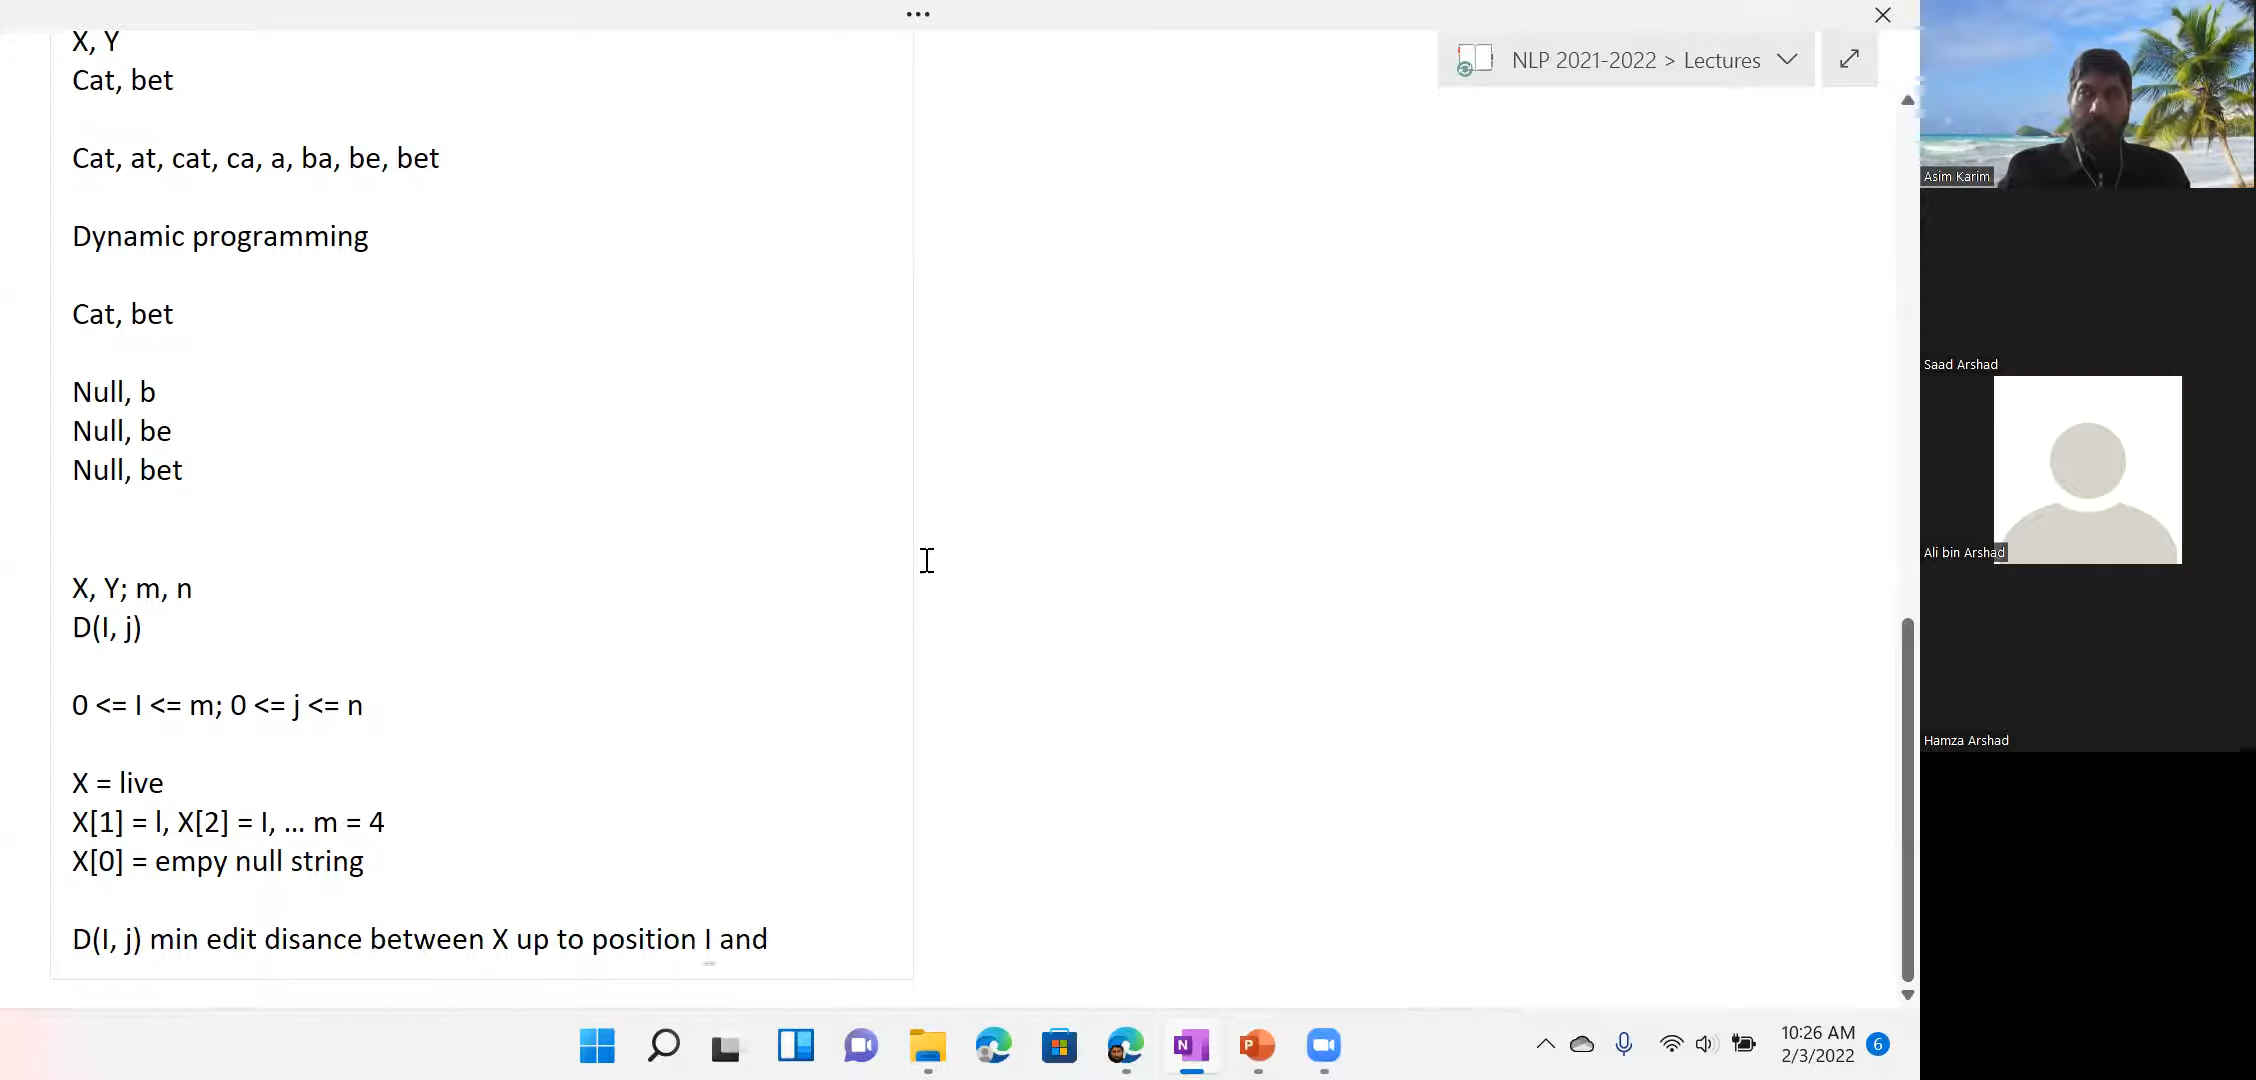 X, Y
Cat, bet
Cat, at, cat, ca, a, ba, be, bet
Dynamic programming
Cat, bet
Null, b
Null, be
Null, bet
X, Y; m, n
D(I, j)
0 <= I <= m; 0 <= j <= n
X = live
X[1] = l, X[2] = I, ... m = 4
X[0] = empy null string
D(I, j) min edit disance between X up to position I and
NLP 2021-2022 > Lectures
Asim Karim
Saad Arshad
Ali bin Arshad
Hamza Arshad
N
P
10:26 AM
2/3/2022
6